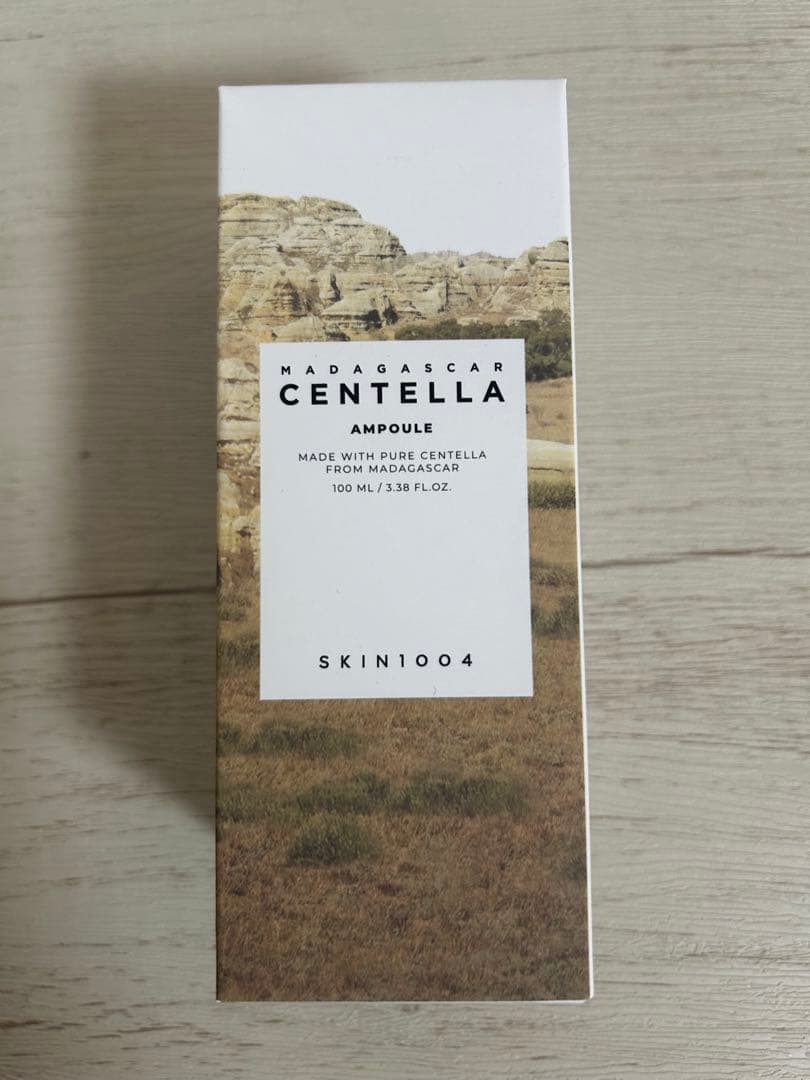 MADAGASCAR
CENTELLA
AMPOULE
MADE WITH PURE CENTELLA
FROM MADAGASCAR
100 ML / 3.38 FL.OZ.
SKIN1004